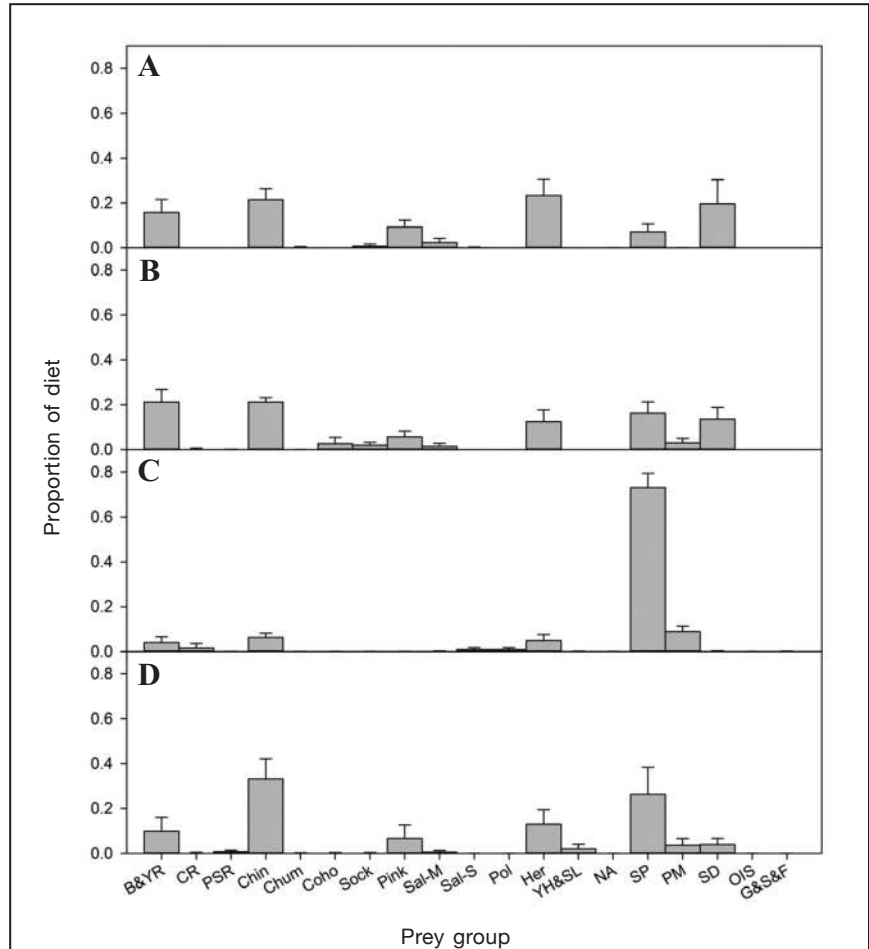 A
0.8
0.6
0.4
0.2
0.0
B
0.8
0.6
0.4
0.2
0.0
C
0.8
0.6
0.4
0.2
0.0
D
0.8
0.6
0.4
0.2
0.0
Proportion of diet
B&YR CR PSR Chin Chum Coho Sock Pink Sal-M Sal-S Pol Her YH&SL NA SP PM SD OIS G&S&F
Prey group